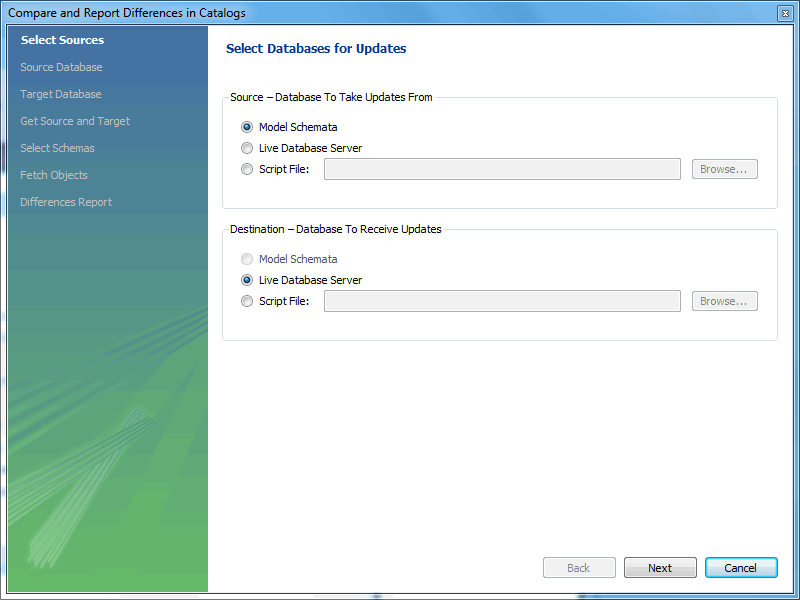 Compare and Report Differences in Catalogs
Select Sources
Source Database
Target Database
Get Source and Target
Select Schemas
Fetch Objects
Differences Report
Select Databases for Updates
Source – Database To Take Updates From
Model Schemata
Live Database Server
Script File:
Browse...
Destination – Database To Receive Updates
Model Schemata
Live Database Server
Script File:
Browse...
Back
Next
Cancel